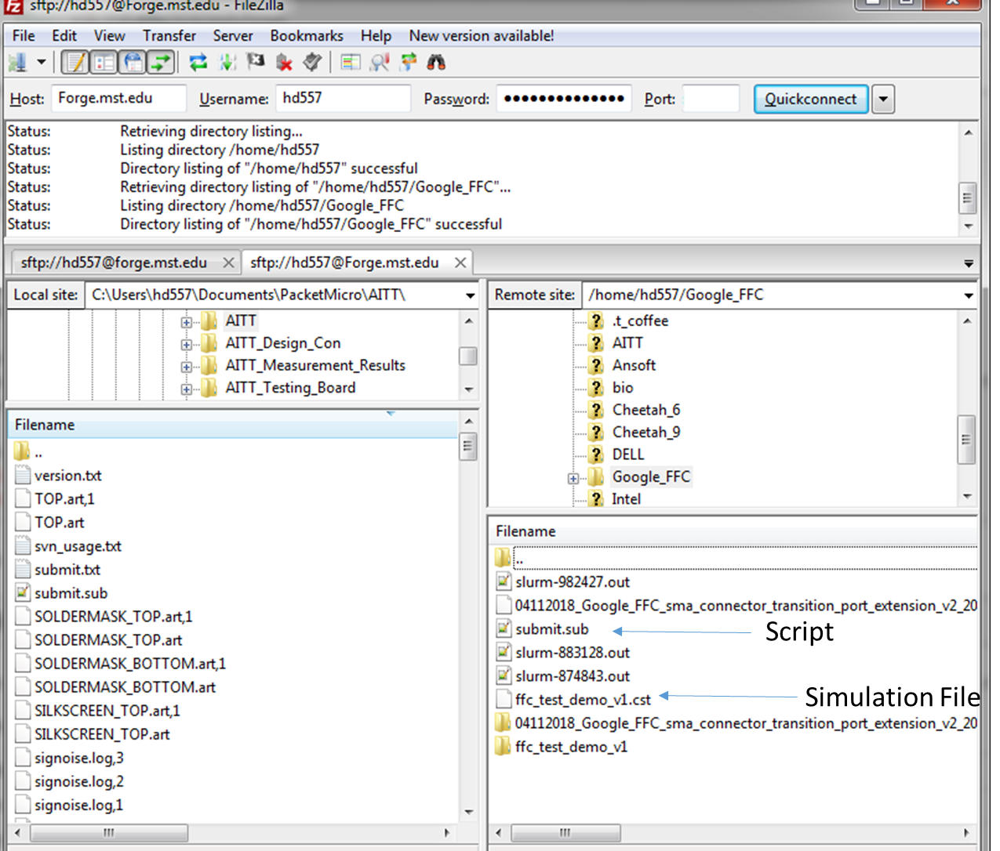 sftp://hd557@Forge.mst.edu - FileZilla
File Edit View Transfer Server Bookmarks Help New version available!
Host: Forge.mst.edu Username: hd557 Password: ●●●●●●●●●●●●●● Port: Quickconnect
Status: Retrieving directory listing...
Status: Listing directory /home/hd557
Status: Directory listing of "/home/hd557" successful
Status: Retrieving directory listing of "/home/hd557/Google_FFC"...
Status: Listing directory /home/hd557/Google_FFC
Status: Directory listing of "/home/hd557/Google_FFC" successful
sftp://hd557@forge.mst.edu sftp://hd557@Forge.mst.edu
Local site: C:\Users\hd557\Documents\PacketMicro\AITT\
AITT
AITT_Design_Con
AITT_Measurement_Results
AITT_Testing_Board
Filename
..
version.txt
TOP.art,1
TOP.art
svn_usage.txt
submit.txt
submit.sub
SOLDERMASK_TOP.art,1
SOLDERMASK_TOP.art
SOLDERMASK_BOTTOM.art,1
SOLDERMASK_BOTTOM.art
SILKSCREEN_TOP.art,1
SILKSCREEN_TOP.art
signoise.log,3
signoise.log,2
signoise.log,1
Remote site: /home/hd557/Google_FFC
.t_coffee
AITT
Ansoft
bio
Cheetah_6
Cheetah_9
DELL
Google_FFC
Intel
Filename
..
slurm-982427.out
04112018_Google_FFC_sma_connector_transition_port_extension_v2_20
submit.sub Script
slurm-883128.out
slurm-874843.out
ffc_test_demo_v1.cst Simulation File
04112018_Google_FFC_sma_connector_transition_port_extension_v2_20
ffc_test_demo_v1